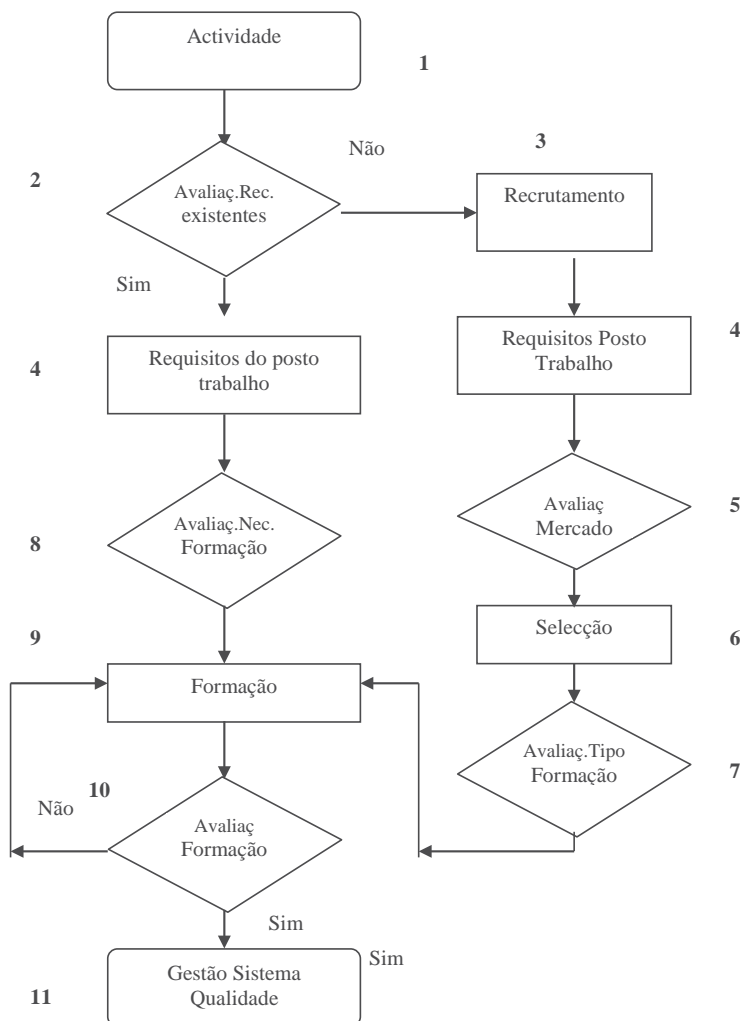 Actividade
1
Não
3
2
Avaliaç.Rec.
existentes
Recrutamento
Sim
4
Requisitos do posto
trabalho
Requisitos Posto
Trabalho
4
8
Avaliaç.Nec.
Formação
Avaliaç
Mercado
5
9
Selecção
6
Formação
Avaliaç.Tipo
Formação
7
10
Não
Avaliaç
Formação
Sim
Sim
Gestão Sistema
Qualidade
11